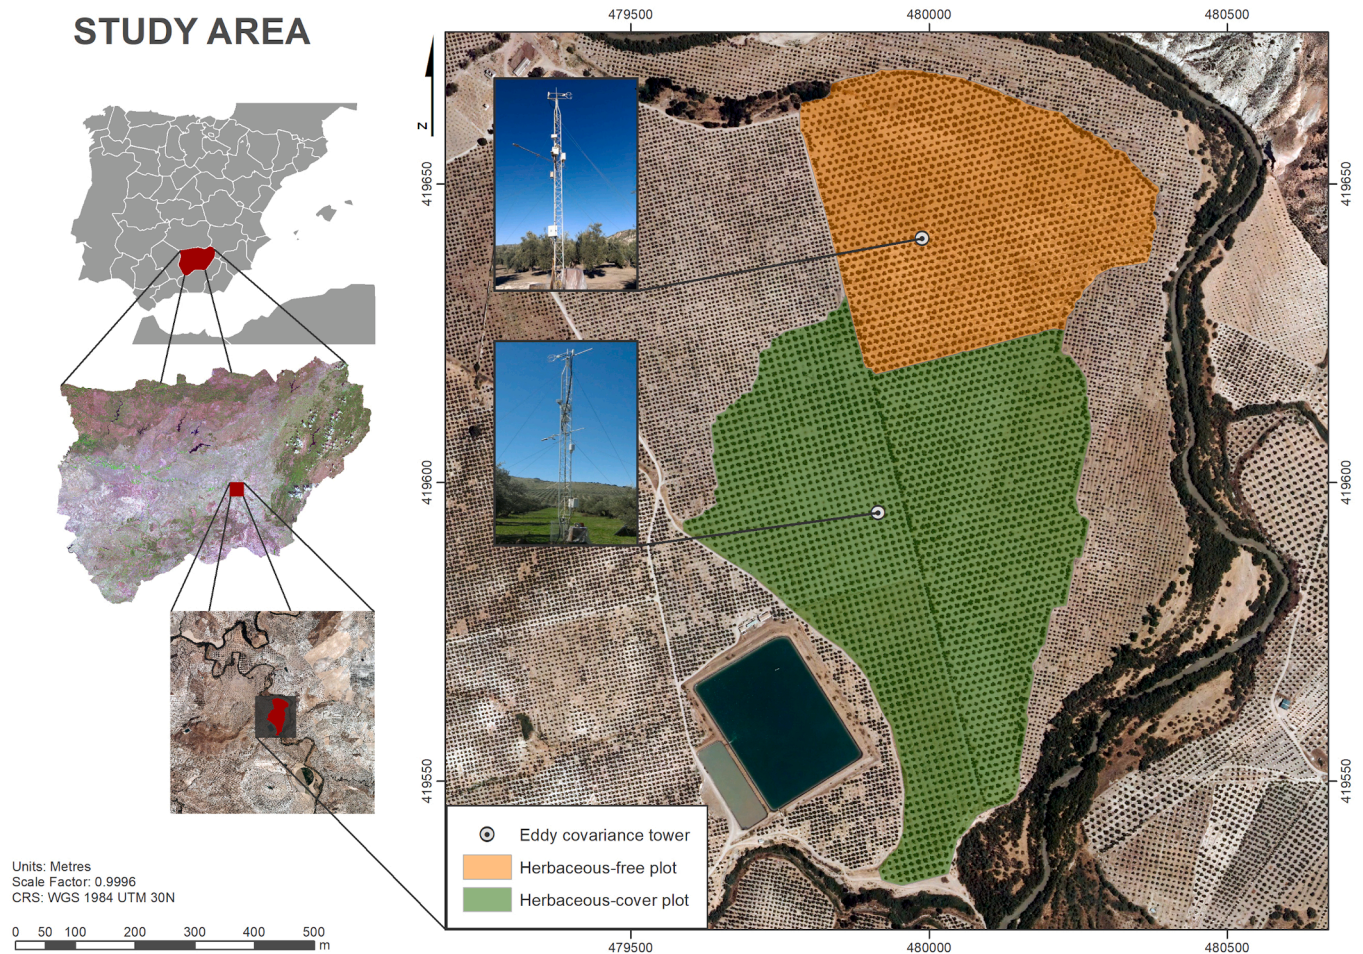 STUDY AREA
479500
480000
480500
N
419650
419650
419600
419600
419550
419550
Eddy covariance tower
Herbaceous-free plot
Herbaceous-cover plot
Units: Metres
Scale Factor: 0.9996
CRS: WGS 1984 UTM 30N
0 50 100 200 300 400 500
m
479500
480000
480500